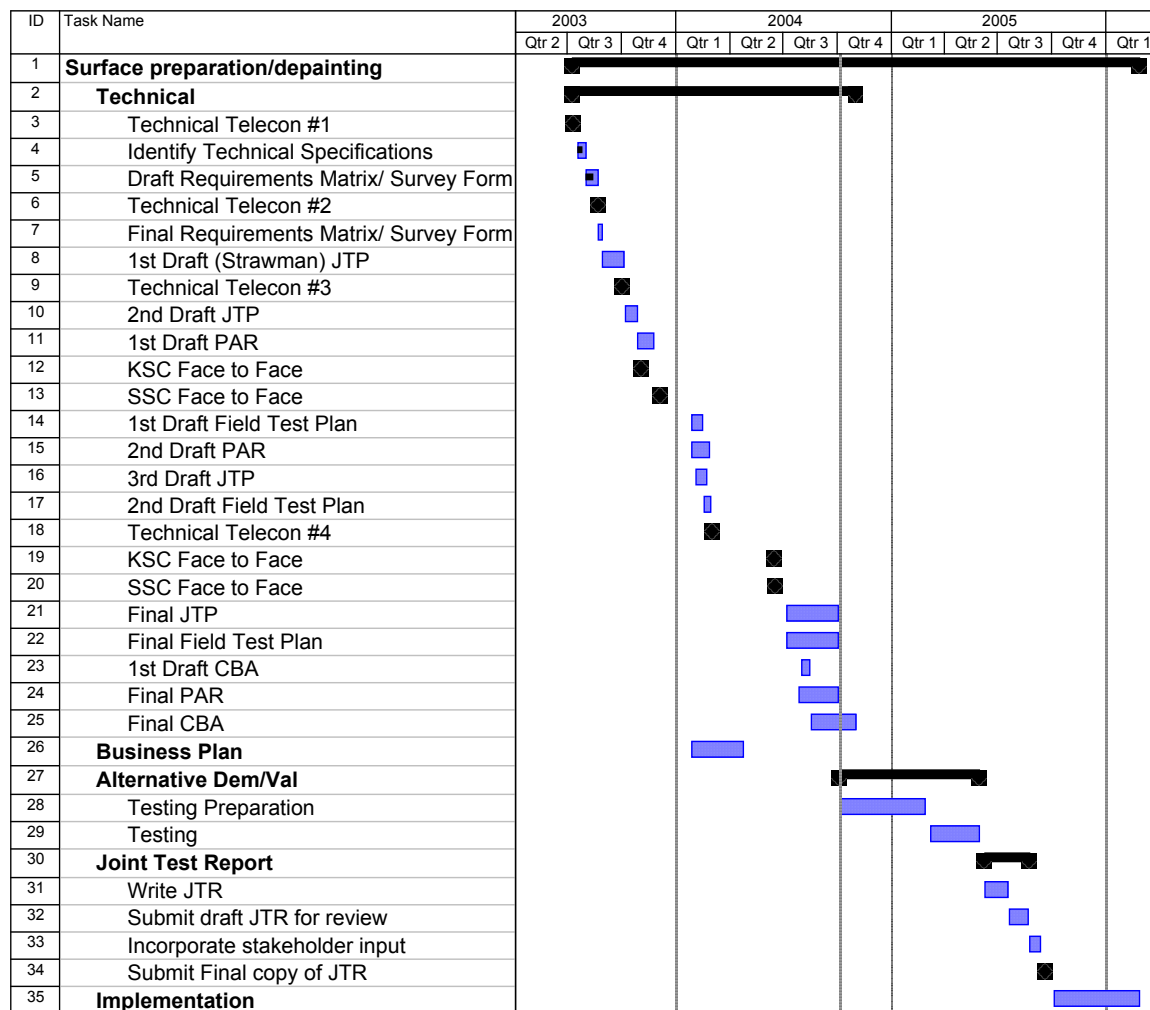 ID Task Name 2003 2004 2005
Qtr 2 Qtr 3 Qtr 4 Qtr 1 Qtr 2 Qtr 3 Qtr 4 Qtr 1 Qtr 2 Qtr 3 Qtr 4 Qtr 1
1 Surface preparation/depainting
2 Technical
3 Technical Telecon #1
4 Identify Technical Specifications
5 Draft Requirements Matrix/ Survey Form
6 Technical Telecon #2
7 Final Requirements Matrix/ Survey Form
8 1st Draft (Strawman) JTP
9 Technical Telecon #3
10 2nd Draft JTP
11 1st Draft PAR
12 KSC Face to Face
13 SSC Face to Face
14 1st Draft Field Test Plan
15 2nd Draft PAR
16 3rd Draft JTP
17 2nd Draft Field Test Plan
18 Technical Telecon #4
19 KSC Face to Face
20 SSC Face to Face
21 Final JTP
22 Final Field Test Plan
23 1st Draft CBA
24 Final PAR
25 Final CBA
26 Business Plan
27 Alternative Dem/Val
28 Testing Preparation
29 Testing
30 Joint Test Report
31 Write JTR
32 Submit draft JTR for review
33 Incorporate stakeholder input
34 Submit Final copy of JTR
35 Implementation